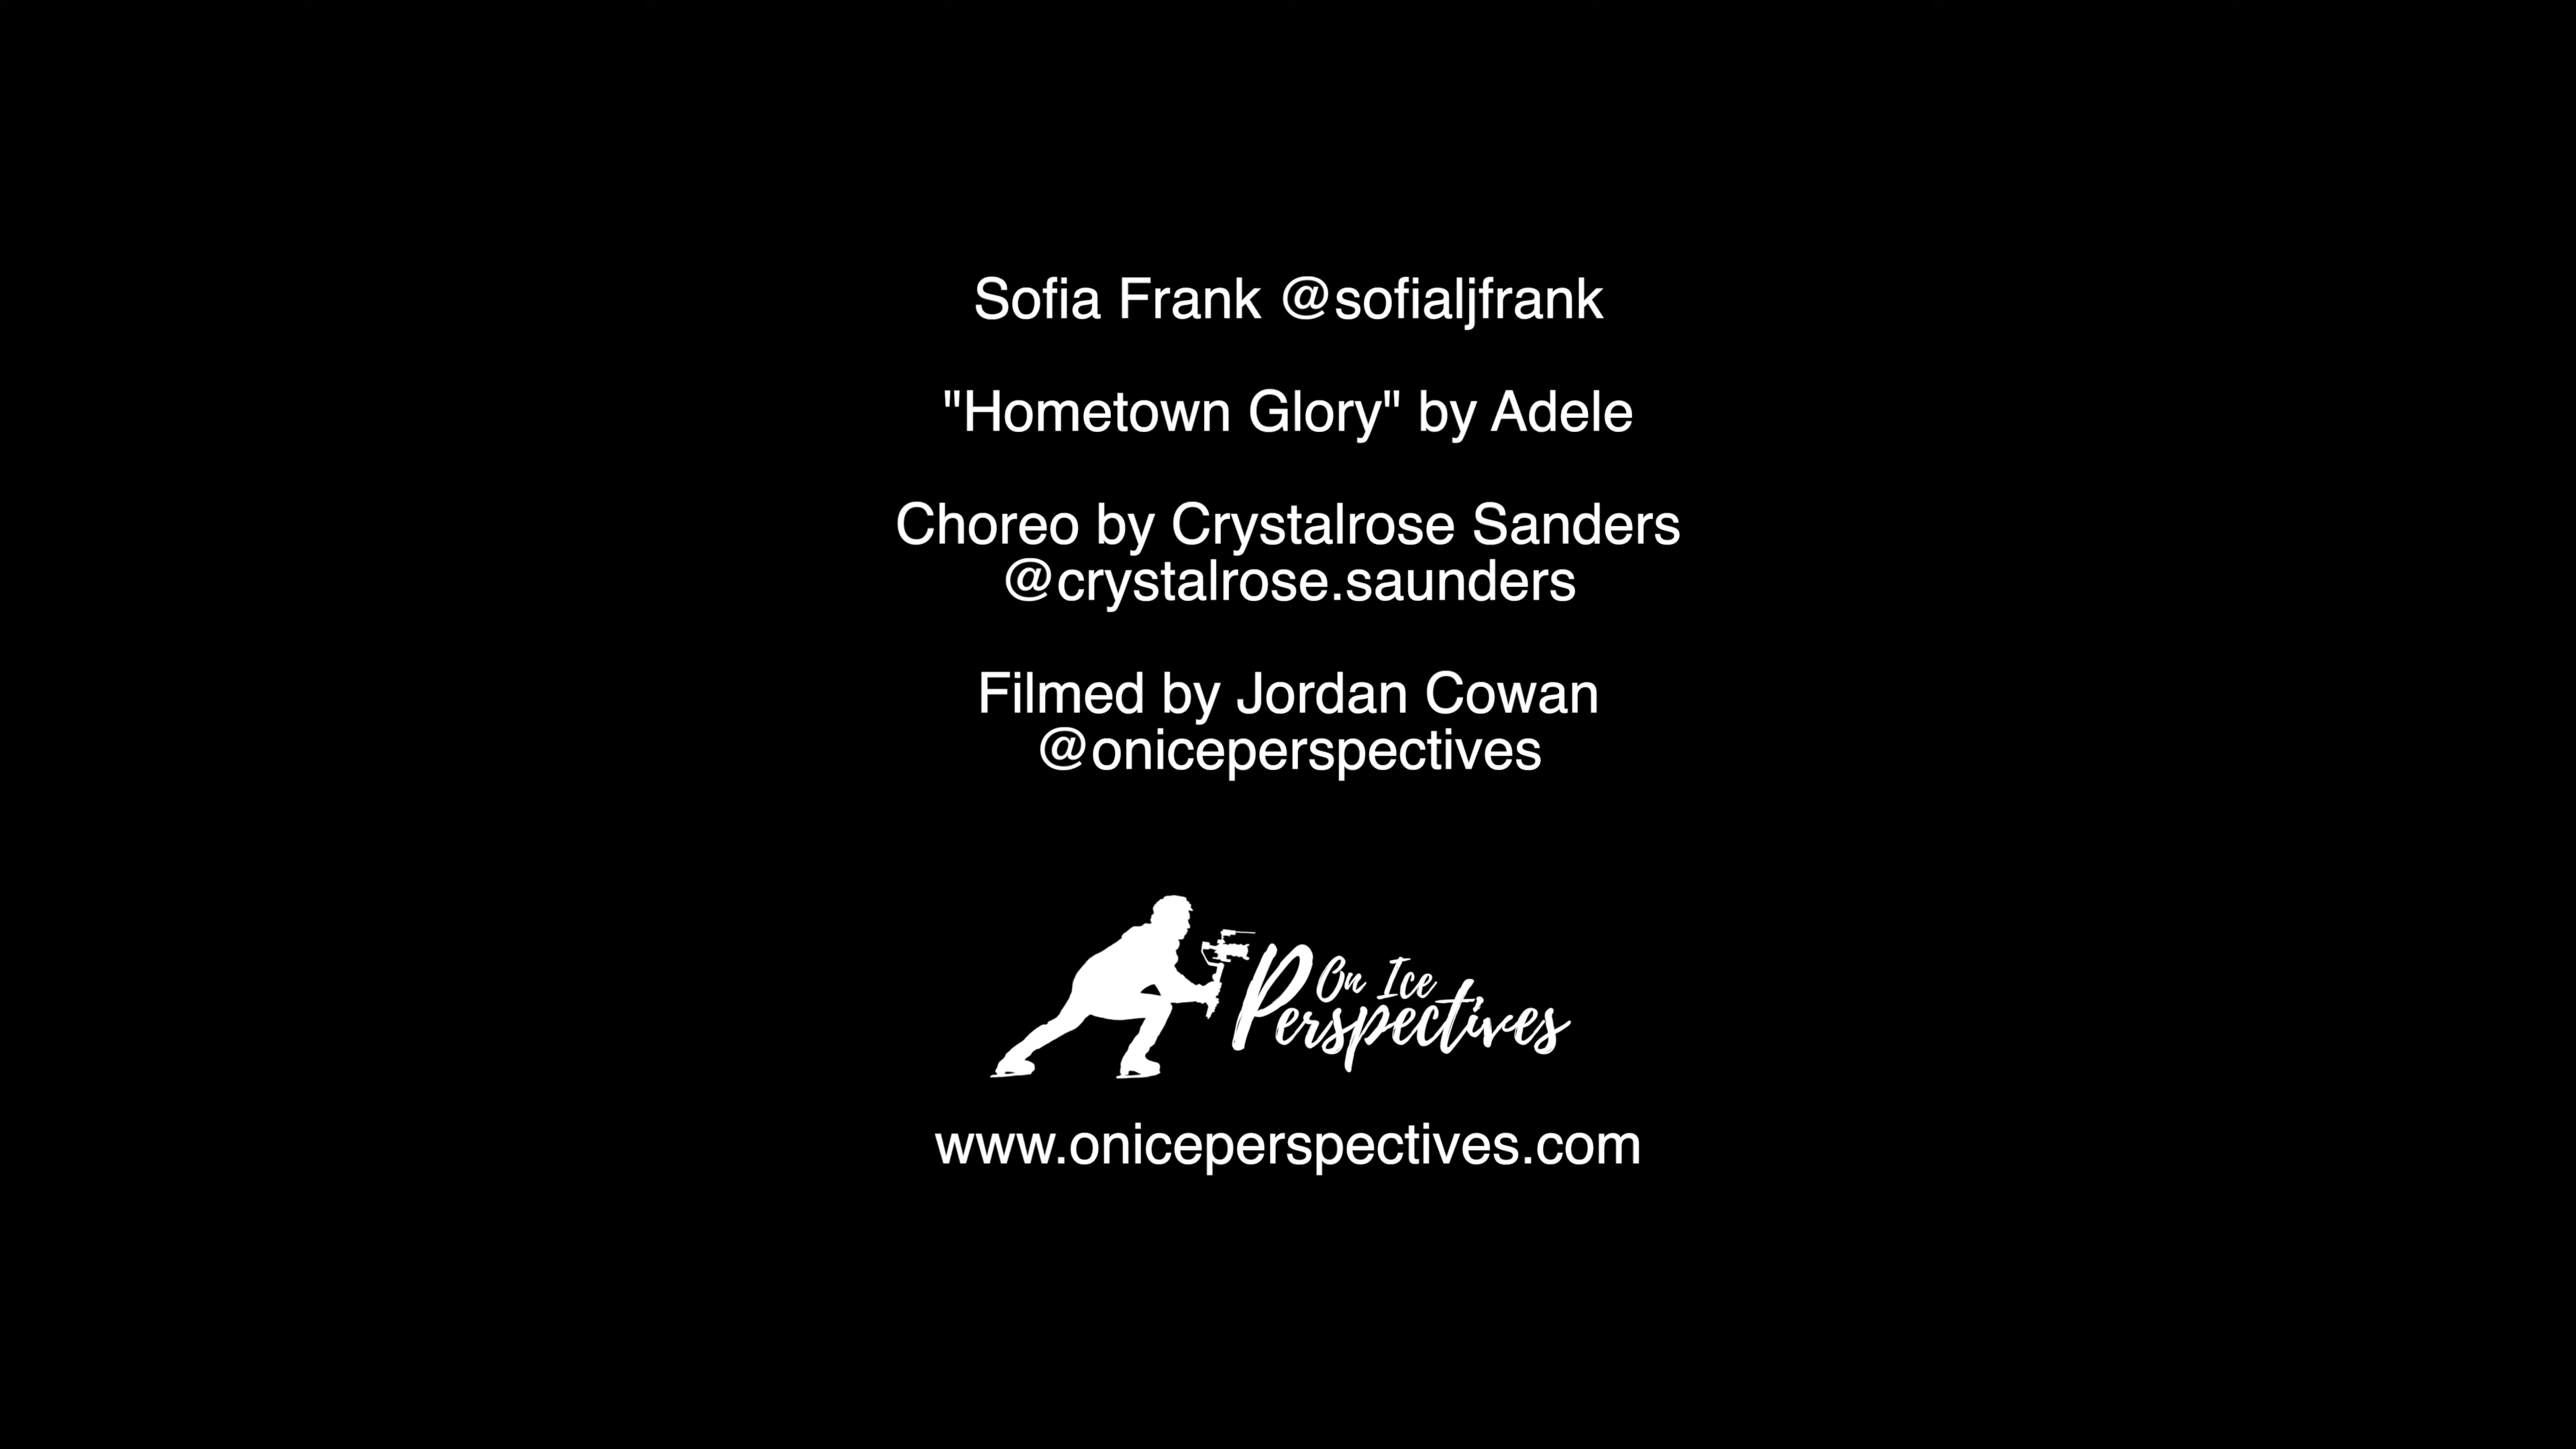 Sofia Frank @sofialjfrank
"Hometown Glory" by Adele
Choreo by Crystalrose Sanders
@crystalrose.saunders
Filmed by Jordan Cowan
@oniceperspectives
On Ice
Perspectives
www.oniceperspectives.com